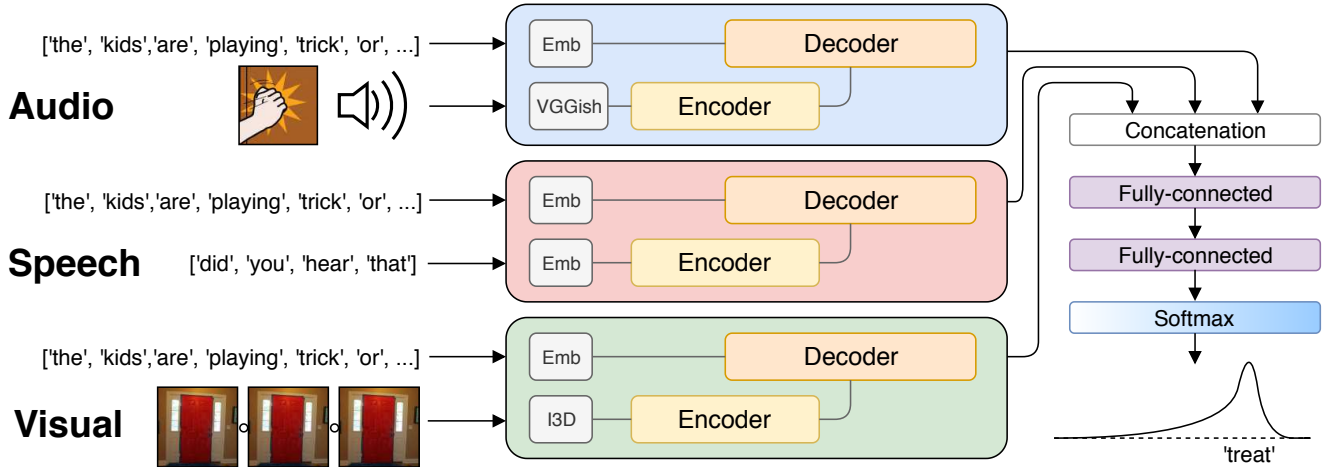 ['the', 'kids','are', 'playing', 'trick', 'or', ...]
Emb
Decoder
Audio
VGGish
Encoder
Concatenation
['the', 'kids','are', 'playing', 'trick', 'or', ...]
Emb
Decoder
Fully-connected
Speech
['did', 'you', 'hear', 'that']
Emb
Encoder
Fully-connected
Softmax
['the', 'kids','are', 'playing', 'trick', 'or', ...]
Emb
Decoder
Visual
I3D
Encoder
'treat'